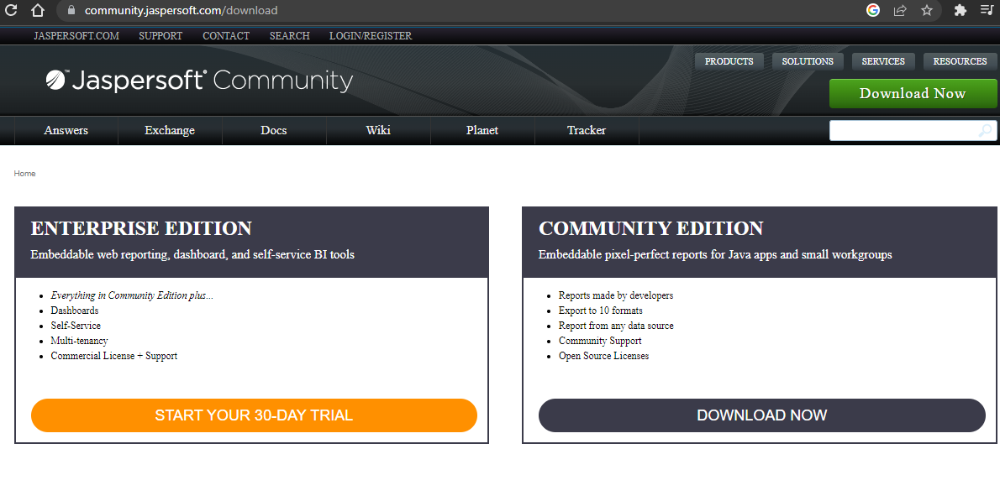 community.jaspersoft.com/download
JASPERSOFT.COM SUPPORT CONTACT SEARCH LOGIN/REGISTER
PRODUCTS SOLUTIONS SERVICES RESOURCES
Jaspersoft® Community
Download Now
Answers Exchange Docs Wiki Planet Tracker
Home
ENTERPRISE EDITION
Embeddable web reporting, dashboard, and self-service BI tools
• Everything in Community Edition plus...
• Dashboards
• Self-Service
• Multi-tenancy
• Commercial License + Support
START YOUR 30-DAY TRIAL
COMMUNITY EDITION
Embeddable pixel-perfect reports for Java apps and small workgroups
• Reports made by developers
• Export to 10 formats
• Report from any data source
• Community Support
• Open Source Licenses
DOWNLOAD NOW